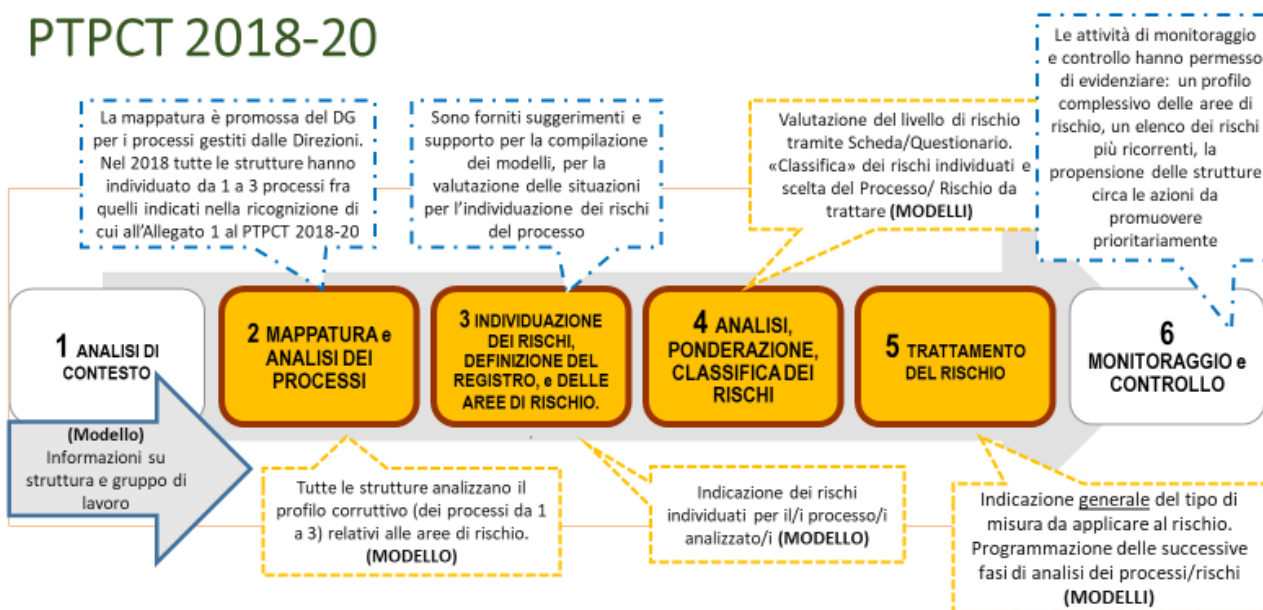 PTPCT 2018-20
La mappatura è promossa del DG
per i processi gestiti dalle Direzioni.
Nel 2018 tutte le strutture hanno
individuato da 1 a 3 processi fra
quelli indicati nella ricognizione di
cui all'Allegato 1 al PTPCT 2018-20
Sono forniti suggerimenti e
supporto per la compilazione
dei modelli, per la
valutazione delle situazioni
per l'individuazione dei rischi
del processo
Valutazione del livello di rischio
tramite Scheda/Questionario.
«Classifica» dei rischi individuati e
scelta del Processo/ Rischio da
trattare (MODELLI)
Le attività di monitoraggio
e controllo hanno permesso
di evidenziare: un profilo
complessivo delle aree di
rischio, un elenco dei rischi
più ricorrenti, la
propensione delle strutture
circa le azioni da
promuovere
prioritariamente
1 ANALISI DI
CONTESTO
2 MAPPATURA e
ANALISI DEI
PROCESSI
3 INDIVIDUAZIONE
DEI RISCHI,
DEFINIZIONE DEL
REGISTRO, e DELLE
AREE DI RISCHIO.
4 ANALISI,
PONDERAZIONE,
CLASSIFICA DEI
RISCHI
5 TRATTAMENTO
DEL RISCHIO
6
MONITORAGGIO e
CONTROLLO
(Modello)
Informazioni su
struttura e gruppo di
lavoro
Tutte le strutture analizzano il
profilo corruttivo (dei processi da 1
a 3) relativi alle aree di rischio.
(MODELLO)
Indicazione dei rischi
individuati per il/i processo/i
analizzato/i (MODELLO)
Indicazione generale del tipo di
misura da applicare al rischio.
Programmazione delle successive
fasi di analisi dei processi/rischi
(MODELLI)